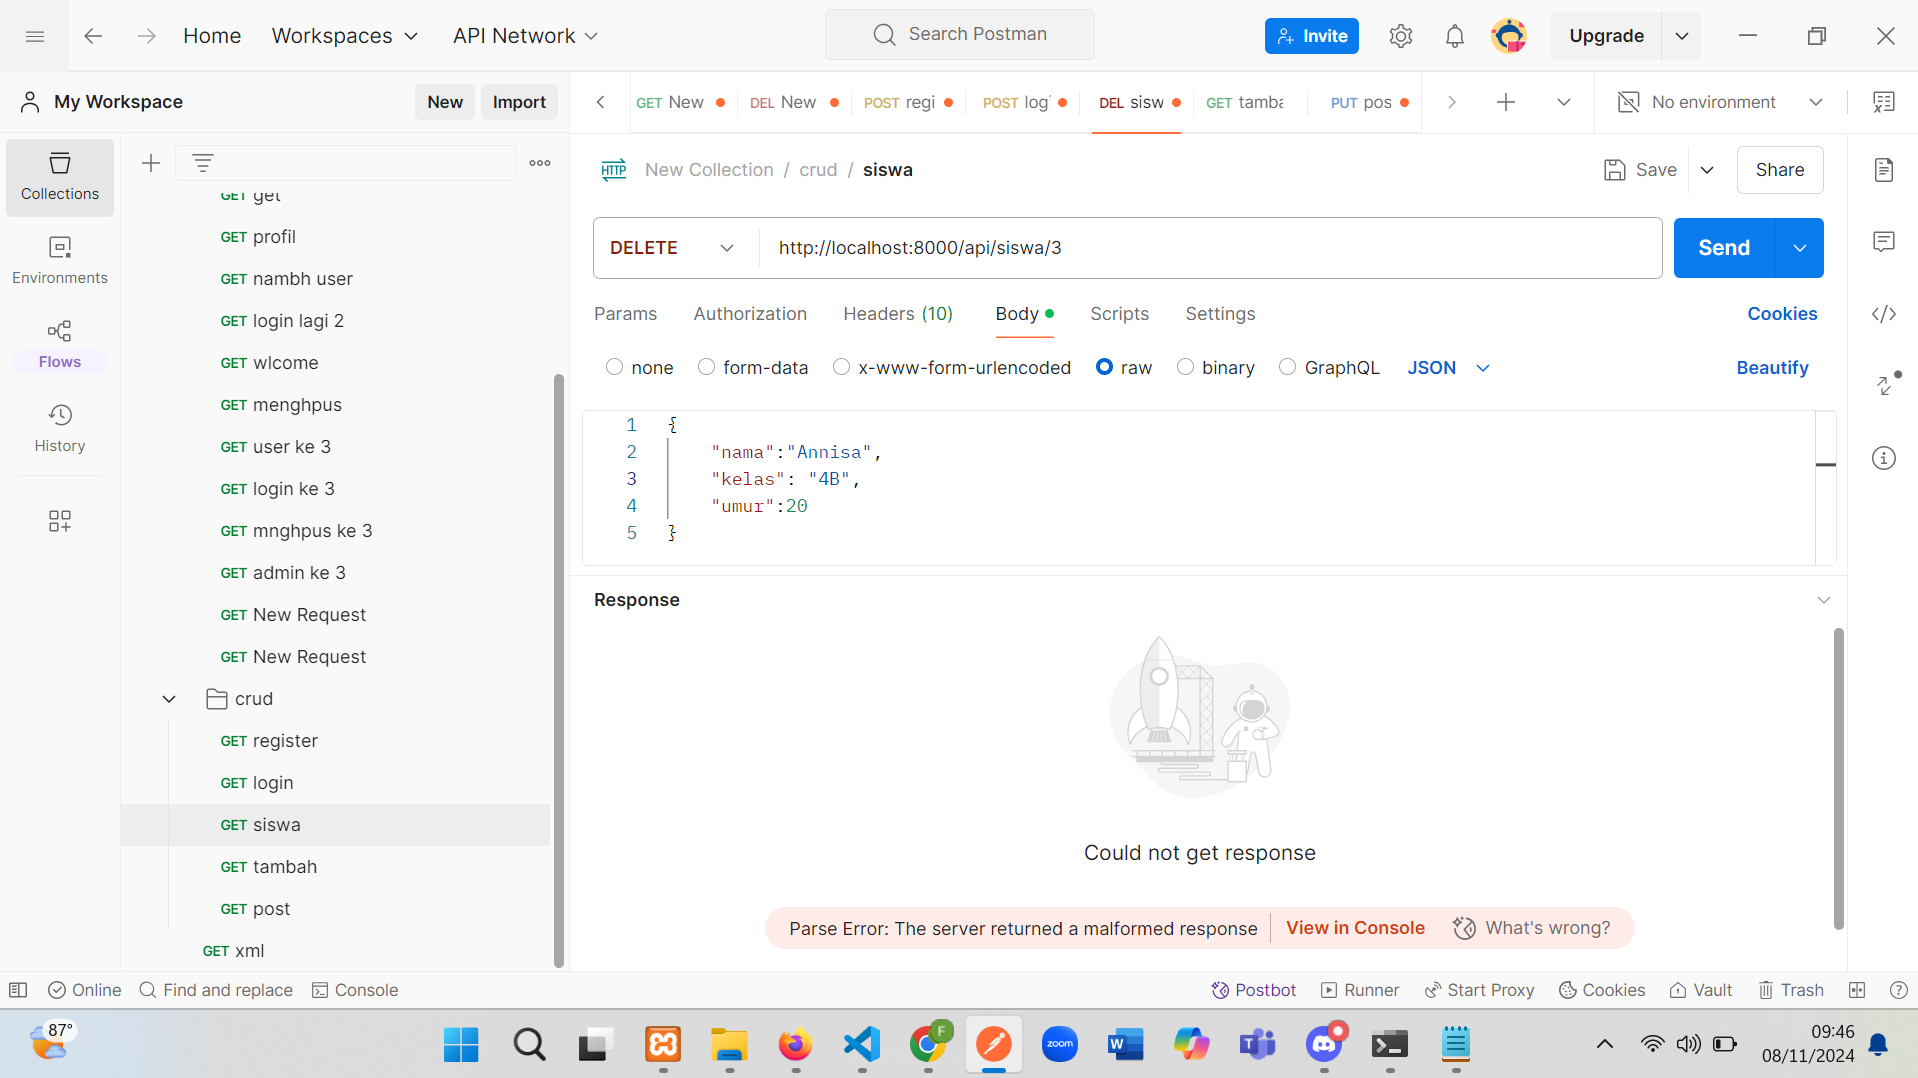 Home
Workspaces
API Network
Search Postman
Invite
Upgrade
My Workspace
New
Import
GET New
DEL New
POST regi
POST log
DEL sisw
GET tamba
PUT pos
No environment
Collections
Environments
Flows
History
GET get
GET profil
GET nambh user
GET login lagi 2
GET wlcome
GET menghpus
GET user ke 3
GET login ke 3
GET mnghpus ke 3
GET admin ke 3
GET New Request
GET New Request
crud
GET register
GET login
GET siswa
GET tambah
GET post
GET xml
HTTP New Collection / crud / siswa
Save
Share
DELETE http://localhost:8000/api/siswa/3
Send
Params Authorization Headers (10) Body Scripts Settings Cookies
none form-data x-www-form-urlencoded raw binary GraphQL JSON Beautify
1 {
2 "nama":"Annisa",
3 "kelas": "4B",
4 "umur":20
5 }
Response
Could not get response
Parse Error: The server returned a malformed response View in Console What's wrong?
Online Find and replace Console Postbot Runner Start Proxy Cookies Vault Trash
87°
F
zoom
W
T
09:46
08/11/2024